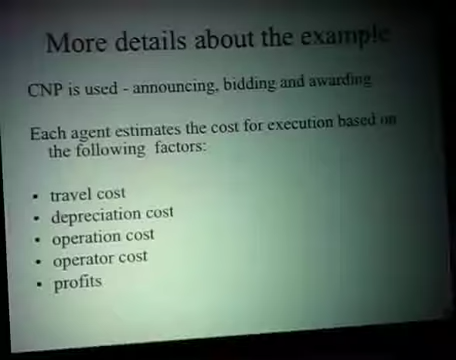 More details about the example
CNP is used - announcing, bidding and awarding
Each agent estimates the cost for execution based on
the following factors:
• travel cost
• depreciation cost
• operation cost
• operator cost
• profits